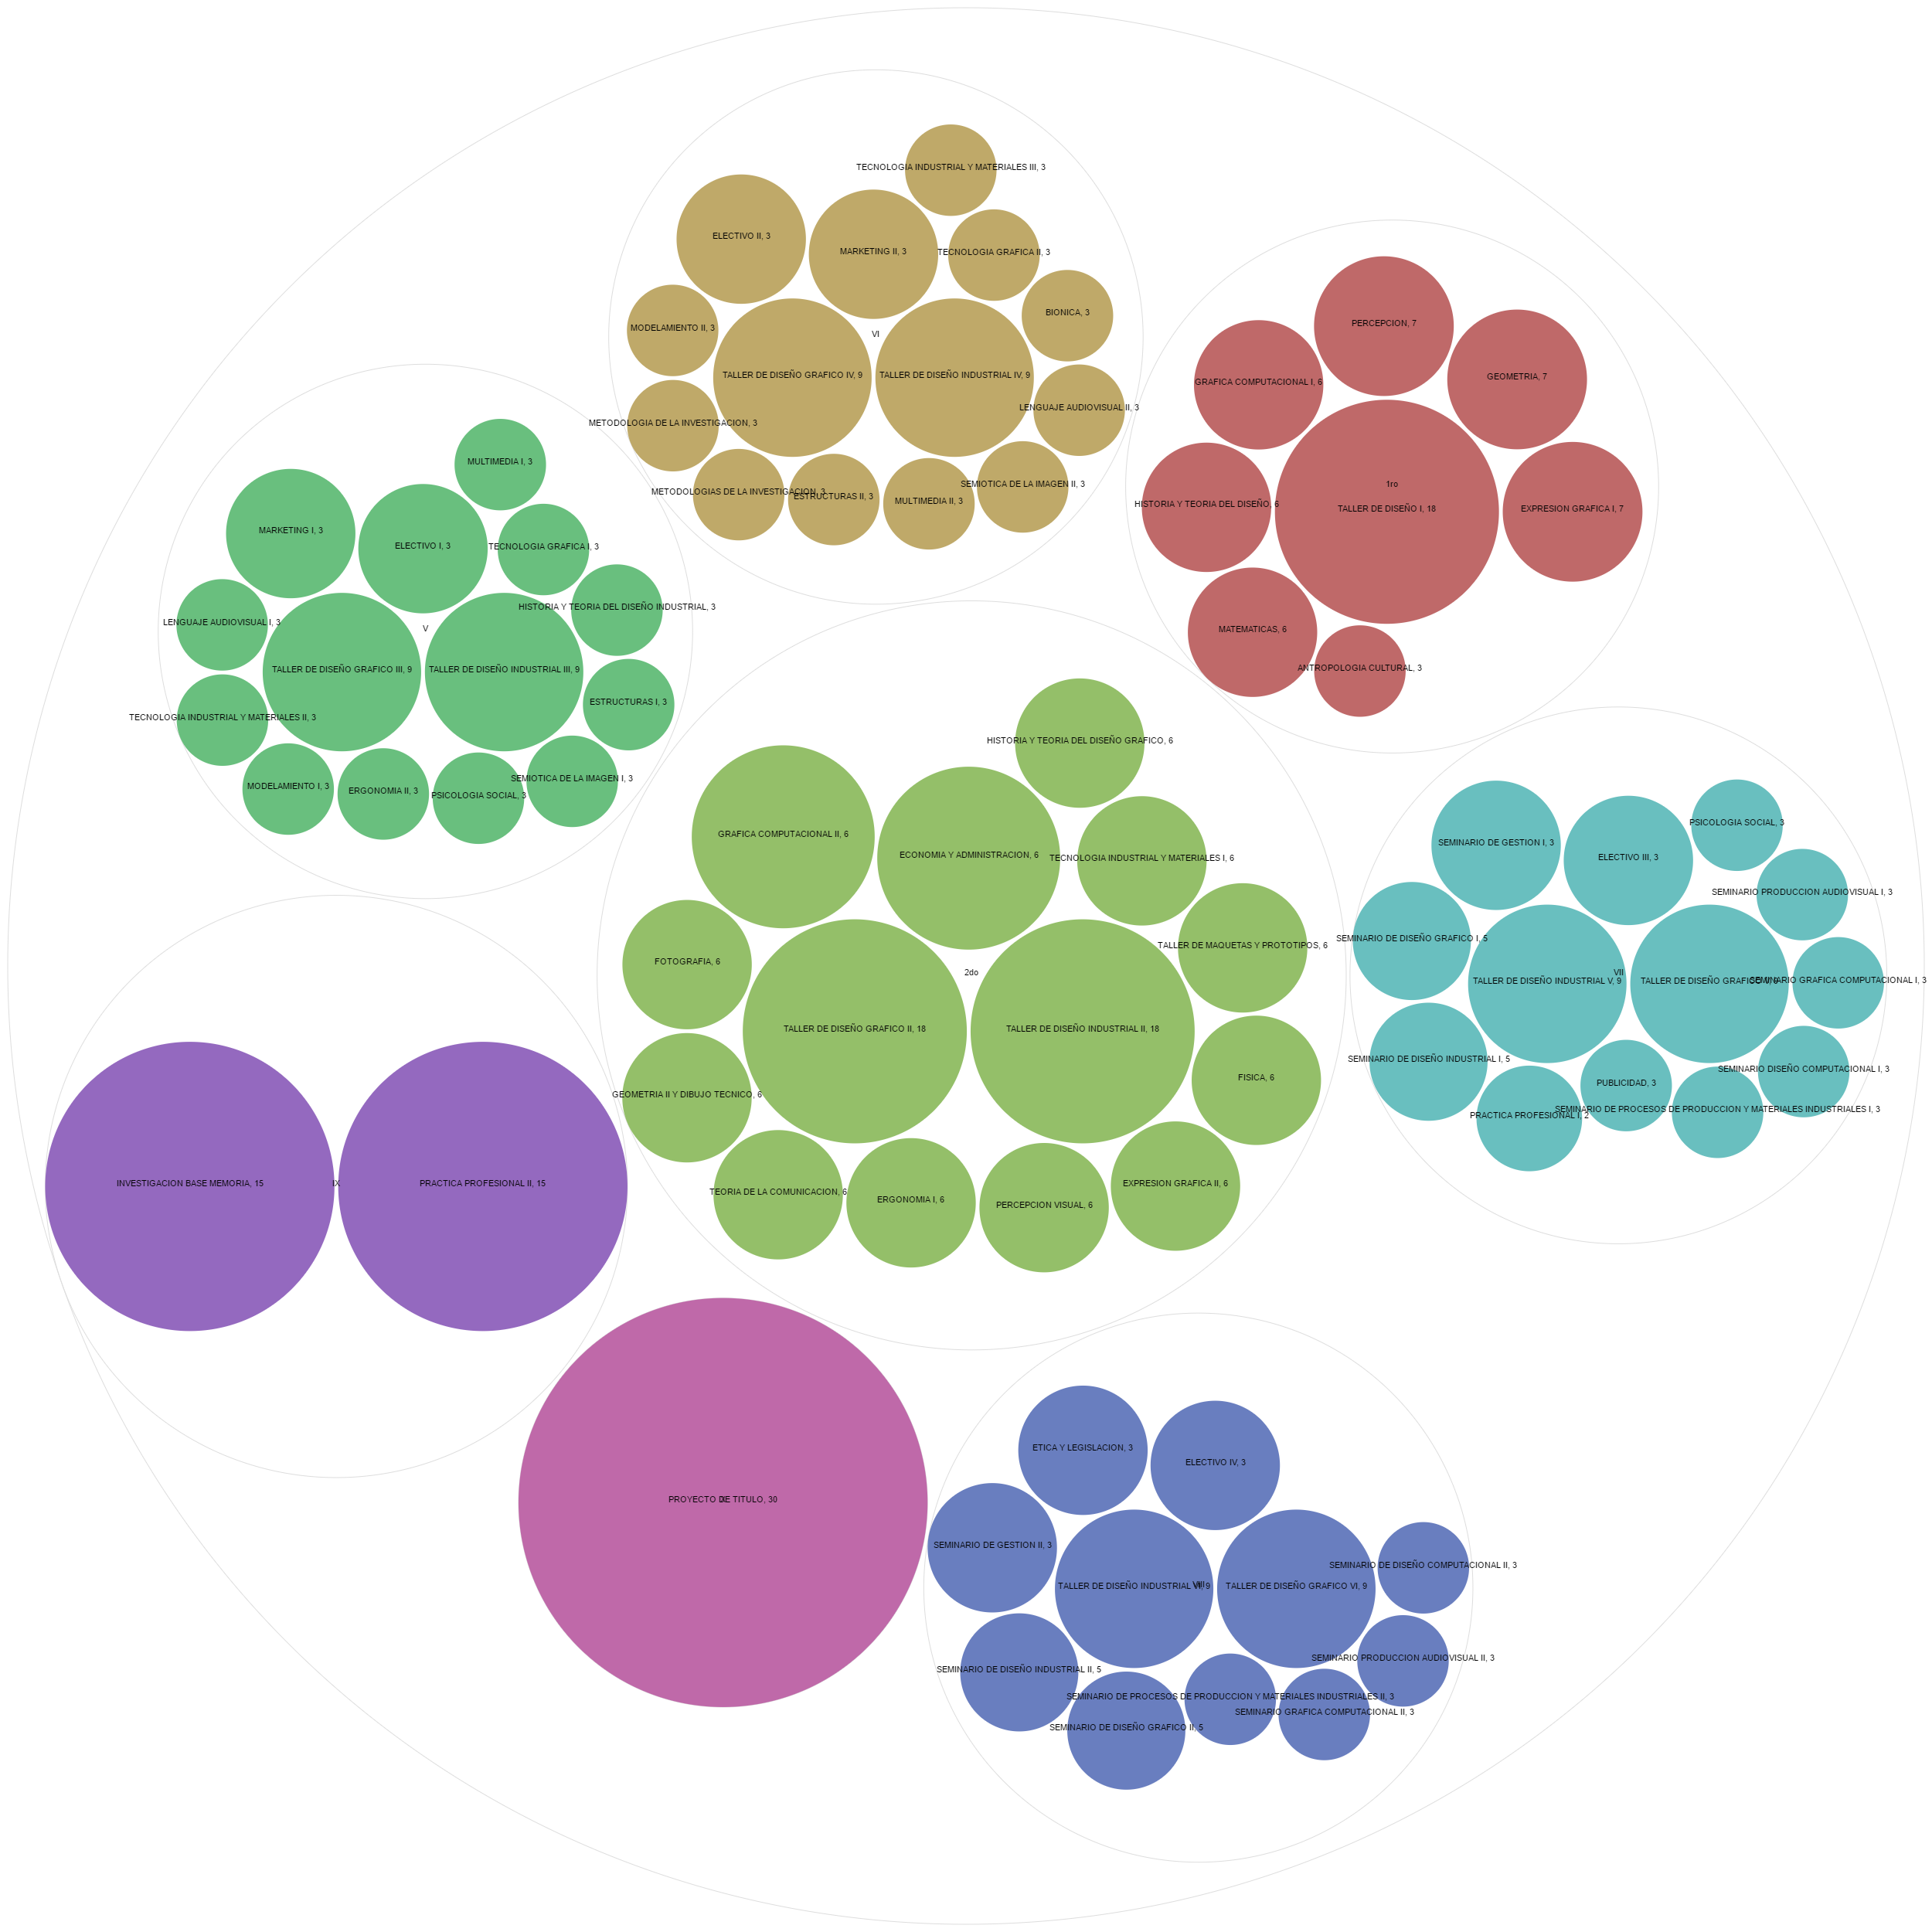 TECNOLOGIA INDUSTRIAL Y MATERIALES III, 3
ELECTIVO II, 3
MARKETING II, 3
TECNOLOGIA GRAFICA II, 3
BIONICA, 3
MODELAMIENTO II, 3
VI
TALLER DE DISEÑO GRAFICO IV, 9
TALLER DE DISEÑO INDUSTRIAL IV, 9
LENGUAJE AUDIOVISUAL II, 3
METODOLOGIA DE LA INVESTIGACION, 3
METODOLOGIAS DE LA INVESTIGACION, 3
ESTRUCTURAS II, 3
MULTIMEDIA II, 3
SEMIOTICA DE LA IMAGEN II, 3
PERCEPCION, 7
GRAFICA COMPUTACIONAL I, 6
GEOMETRIA, 7
1ro
HISTORIA Y TEORIA DEL DISEÑO, 6
TALLER DE DISEÑO I, 18
EXPRESION GRAFICA I, 7
MATEMATICAS, 6
ANTROPOLOGIA CULTURAL, 3
MULTIMEDIA I, 3
MARKETING I, 3
ELECTIVO I, 3
TECNOLOGIA GRAFICA I, 3
HISTORIA Y TEORIA DEL DISEÑO INDUSTRIAL, 3
LENGUAJE AUDIOVISUAL I, 3
V
TALLER DE DISEÑO GRAFICO III, 9
TALLER DE DISEÑO INDUSTRIAL III, 9
ESTRUCTURAS I, 3
TECNOLOGIA INDUSTRIAL Y MATERIALES II, 3
MODELAMIENTO I, 3
ERGONOMIA II, 3
PSICOLOGIA SOCIAL, 3
SEMIOTICA DE LA IMAGEN I, 3
HISTORIA Y TEORIA DEL DISEÑO GRAFICO, 6
GRAFICA COMPUTACIONAL II, 6
ECONOMIA Y ADMINISTRACION, 6
TECNOLOGIA INDUSTRIAL Y MATERIALES I, 6
TALLER DE MAQUETAS Y PROTOTIPOS, 6
FOTOGRAFIA, 6
2do
TALLER DE DISEÑO GRAFICO II, 18
TALLER DE DISEÑO INDUSTRIAL II, 18
FISICA, 6
GEOMETRIA II Y DIBUJO TECNICO, 6
TEORIA DE LA COMUNICACION, 6
ERGONOMIA I, 6
PERCEPCION VISUAL, 6
EXPRESION GRAFICA II, 6
PSICOLOGIA SOCIAL, 3
SEMINARIO DE GESTION I, 3
ELECTIVO III, 3
SEMINARIO PRODUCCION AUDIOVISUAL I, 3
SEMINARIO DE DISEÑO GRAFICO I, 5
VII
TALLER DE DISEÑO INDUSTRIAL V, 9
TALLER DE DISEÑO GRAFICO V, 9
SEMINARIO GRAFICA COMPUTACIONAL I, 3
SEMINARIO DE DISEÑO INDUSTRIAL I, 5
SEMINARIO DISEÑO COMPUTACIONAL I, 3
PUBLICIDAD, 3
PRACTICA PROFESIONAL I, 2
SEMINARIO DE PROCESOS DE PRODUCCION Y MATERIALES INDUSTRIALES I, 3
INVESTIGACION BASE MEMORIA, 15
IX
PRACTICA PROFESIONAL II, 15
PROYECTO DE TITULO, 30
X
ETICA Y LEGISLACION, 3
ELECTIVO IV, 3
SEMINARIO DE GESTION II, 3
SEMINARIO DE DISEÑO COMPUTACIONAL II, 3
TALLER DE DISEÑO INDUSTRIAL VI, 9
VIII
TALLER DE DISEÑO GRAFICO VI, 9
SEMINARIO PRODUCCION AUDIOVISUAL II, 3
SEMINARIO DE DISEÑO INDUSTRIAL II, 5
SEMINARIO DE PROCESOS DE PRODUCCION Y MATERIALES INDUSTRIALES II, 3
SEMINARIO GRAFICA COMPUTACIONAL II, 3
SEMINARIO DE DISEÑO GRAFICO II, 5